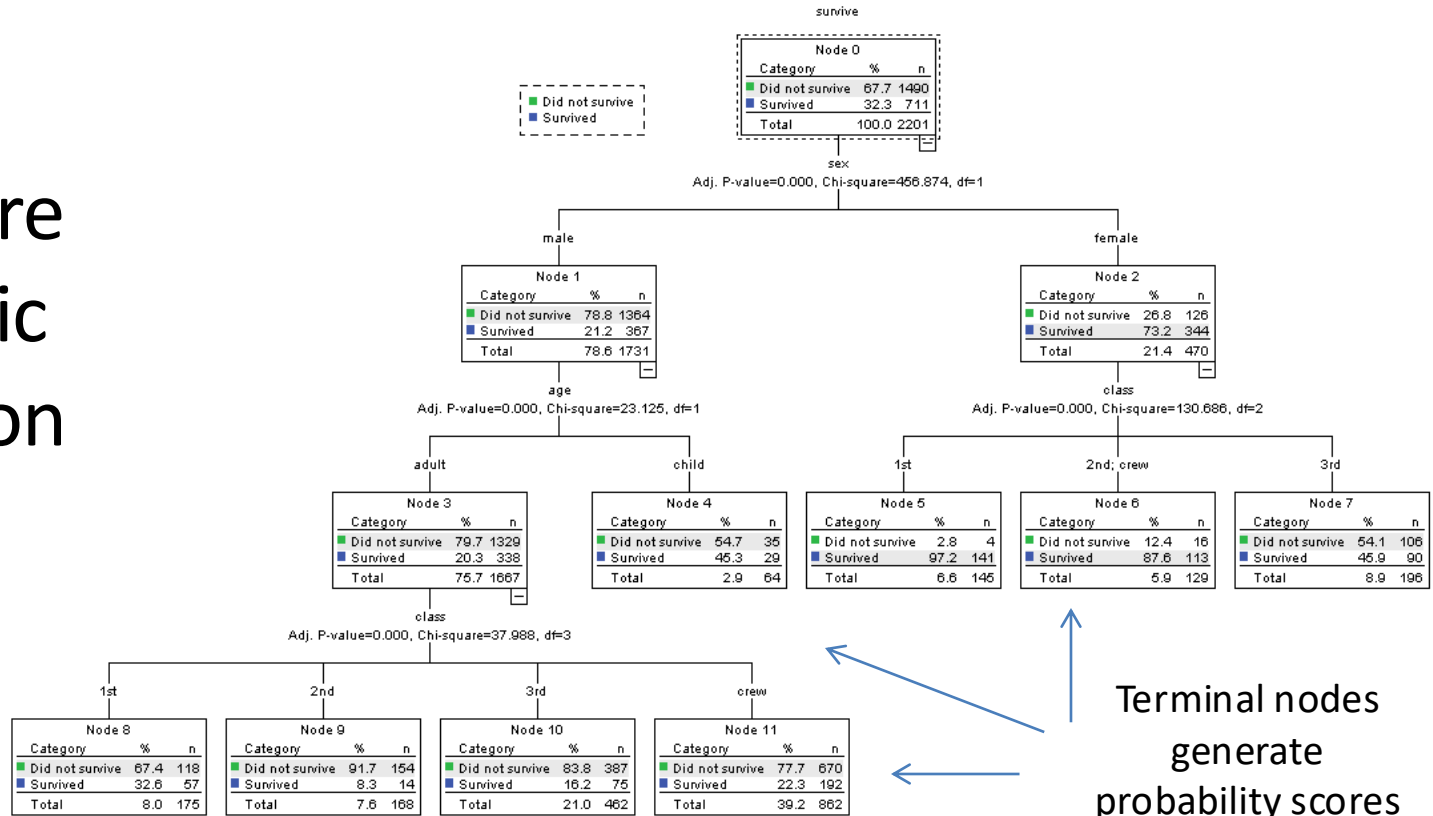 survive
Node 0
Category % n
Did not survive 67.7 1490
Survived 32.3 711
Total 100.0 2201
Did not survive
Survived
sex
Adj. P-value=0.000, Chi-square=456.874, df=1
re
ic
on
male
female
Node 1
Category % n
Did not survive 78.8 1364
Survived 21.2 367
Total 78.6 1731
Node 2
Category % n
Did not survive 26.8 126
Survived 73.2 344
Total 21.4 470
age
Adj. P-value=0.000, Chi-square=23.125, df=1
class
Adj. P-value=0.000, Chi-square=130.686, df=2
adult
child
1st
2nd; crew
3rd
Node 3
Category % n
Did not survive 79.7 1329
Survived 20.3 338
Total 75.7 1667
Node 4
Category % n
Did not survive 54.7 35
Survived 45.3 29
Total 2.9 64
Node 5
Category % n
Did not survive 2.8 4
Survived 97.2 141
Total 6.6 145
Node 6
Category % n
Did not survive 12.4 16
Survived 87.6 113
Total 5.9 129
Node 7
Category % n
Did not survive 54.1 106
Survived 45.9 90
Total 8.9 196
class
Adj. P-value=0.000, Chi-square=37.988, df=3
1st
2nd
3rd
crew
Node 8
Category % n
Did not survive 67.4 118
Survived 32.6 57
Total 8.0 175
Node 9
Category % n
Did not survive 91.7 154
Survived 8.3 14
Total 7.6 168
Node 10
Category % n
Did not survive 83.8 387
Survived 16.2 75
Total 21.0 462
Node 11
Category % n
Did not survive 77.7 670
Survived 22.3 192
Total 39.2 862
Terminal nodes
generate
probability scores